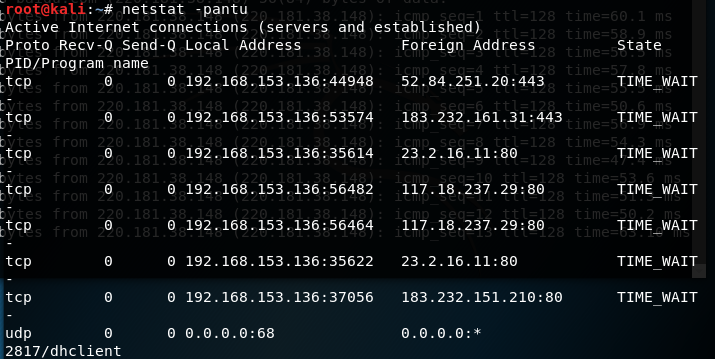 root@kali:~# netstat -pantu
Active Internet connections (servers and established)
Proto Recv-Q Send-Q Local Address           Foreign Address         State
PID/Program name
tcp        0      0 192.168.153.136:44948   52.84.251.20:443        TIME_WAIT
-
tcp        0      0 192.168.153.136:53574   183.232.161.31:443      TIME_WAIT
-
tcp        0      0 192.168.153.136:35614   23.2.16.11:80           TIME_WAIT
-
tcp        0      0 192.168.153.136:56482   117.18.237.29:80        TIME_WAIT
-
tcp        0      0 192.168.153.136:56464   117.18.237.29:80        TIME_WAIT
-
tcp        0      0 192.168.153.136:35622   23.2.16.11:80           TIME_WAIT
-
tcp        0      0 192.168.153.136:37056   183.232.151.210:80      TIME_WAIT
-
udp        0      0 0.0.0.0:68              0.0.0.0:*
2817/dhclient